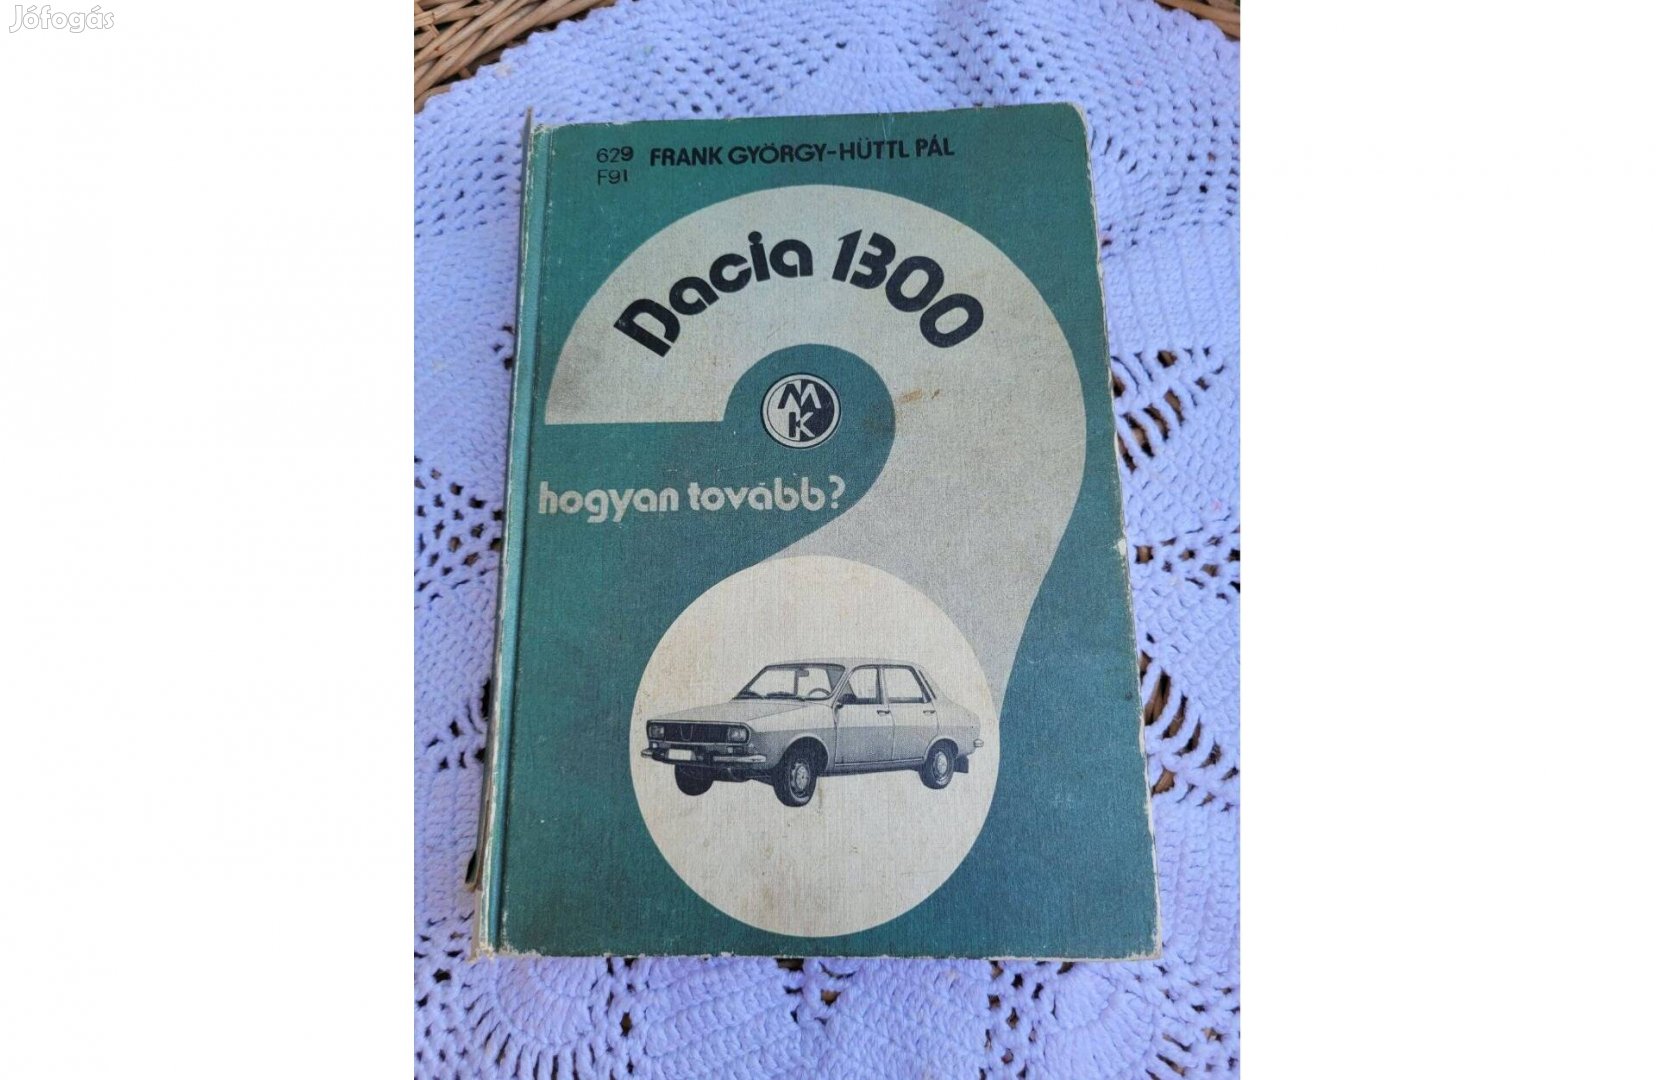 Jófogás
629 FRANK GYÖRGY-HÜTTL PÁL
F91
Dacia 1300
MK
hogyan tovább?